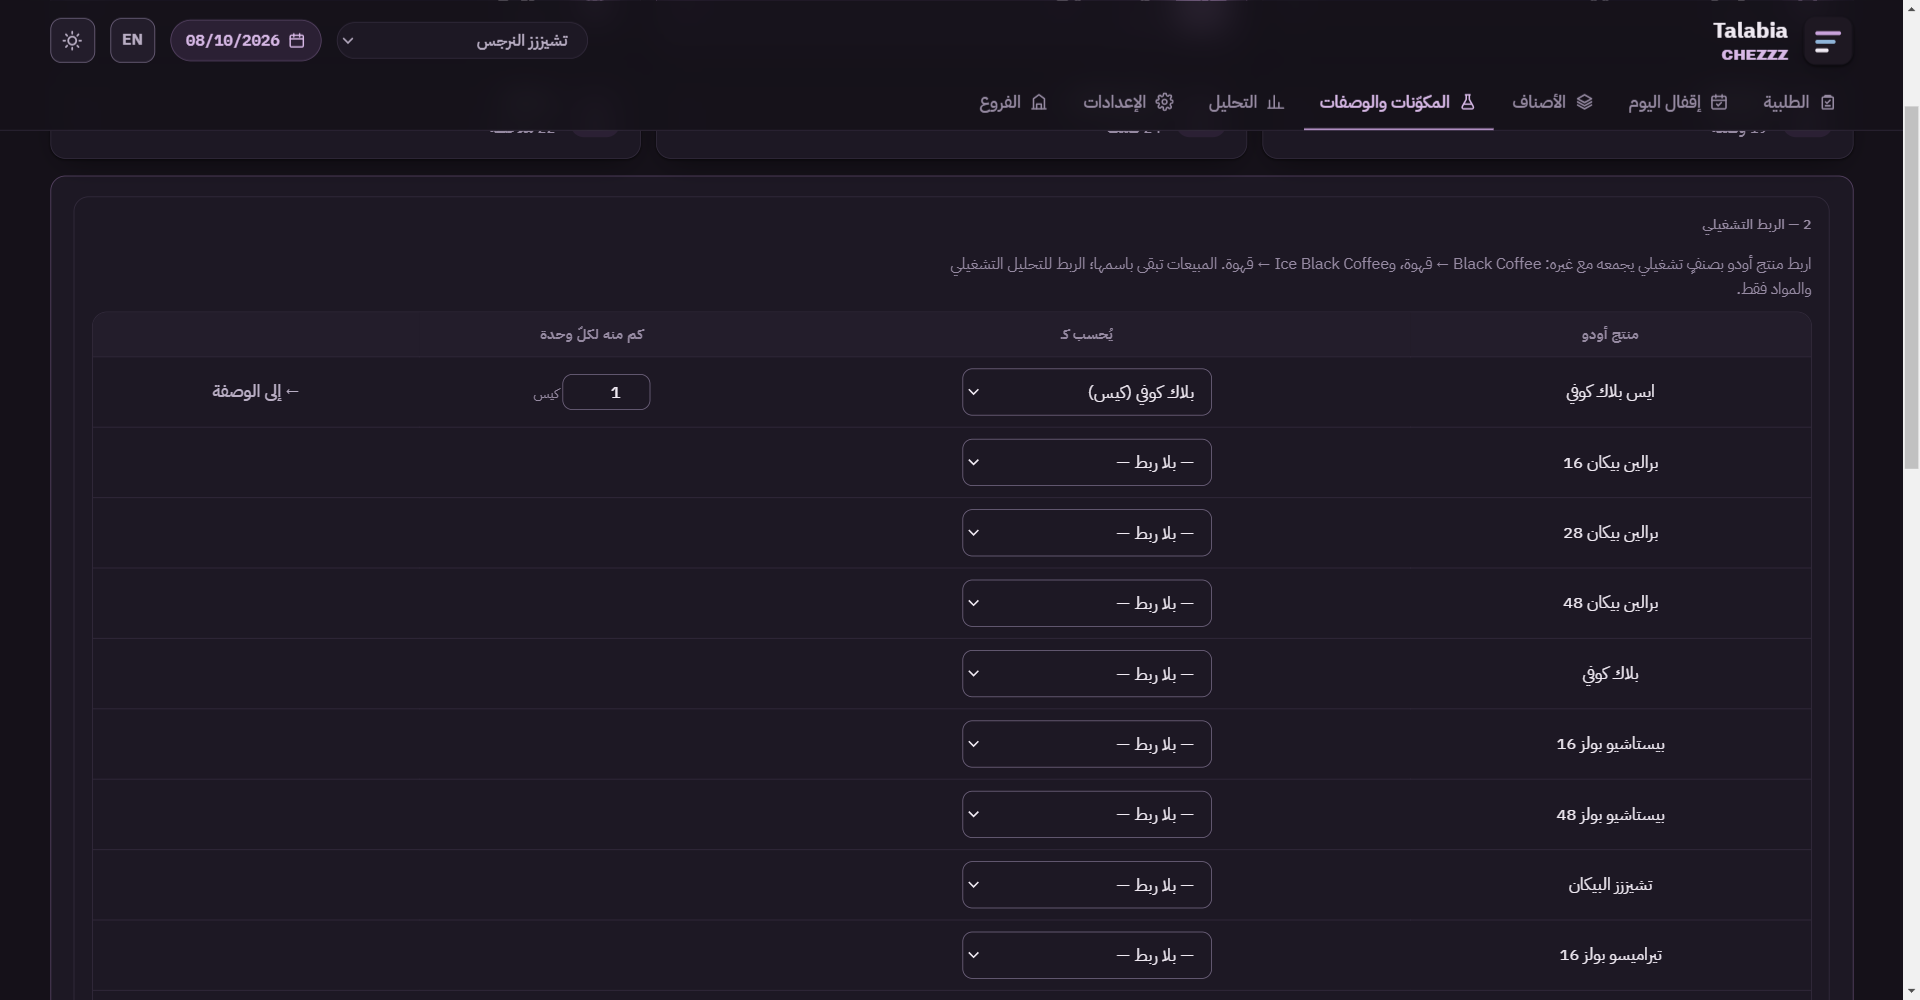 Talabia
CHEZZZ
تشيززز النرجس
08/10/2026
EN
الطلبية
إقفال اليوم
الأصناف
المكوّنات والوصفات
التحليل
الإعدادات
الفروع
2 — الربط التشغيلي
اربط منتج أودو بصنفٍ تشغيلي يجمعه مع غيره: Black Coffee ← قهوة، وIce Black Coffee ← قهوة. المبيعات تبقى باسمها؛ الربط للتحليل التشغيلي
والمواد فقط.
منتج أودو يُحسب كـ كم منه لكلّ وحدة
ايس بلاك كوفي بلاك كوفي (كيس) 1 كيس ← إلى الوصفة
برالين بيكان 16 — بلا ربط —
برالين بيكان 28 — بلا ربط —
برالين بيكان 48 — بلا ربط —
بلاك كوفي — بلا ربط —
بيستاشيو بولز 16 — بلا ربط —
بيستاشيو بولز 48 — بلا ربط —
تشيززز البيكان — بلا ربط —
تيراميسو بولز 16 — بلا ربط —